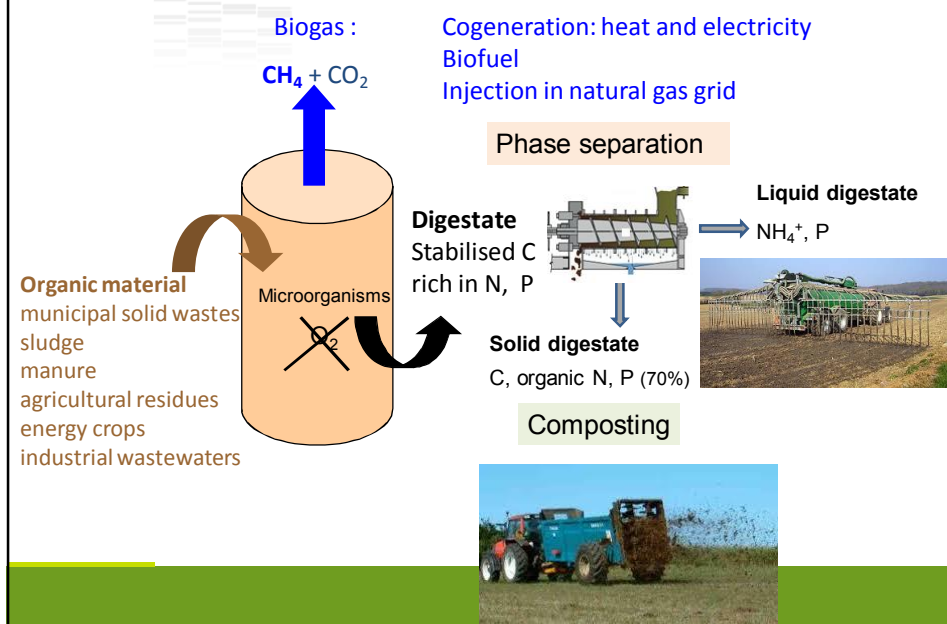 Biogas :
CH₄ + CO₂
Cogeneration: heat and electricity
Biofuel
Injection in natural gas grid
Phase separation
Organic material
municipal solid wastes
sludge
manure
agricultural residues
energy crops
industrial wastewaters
Microorganisms
O₂
Digestate
Stabilised C
rich in N, P
Liquid digestate
NH₄⁺, P
Solid digestate
C, organic N, P (70%)
Composting